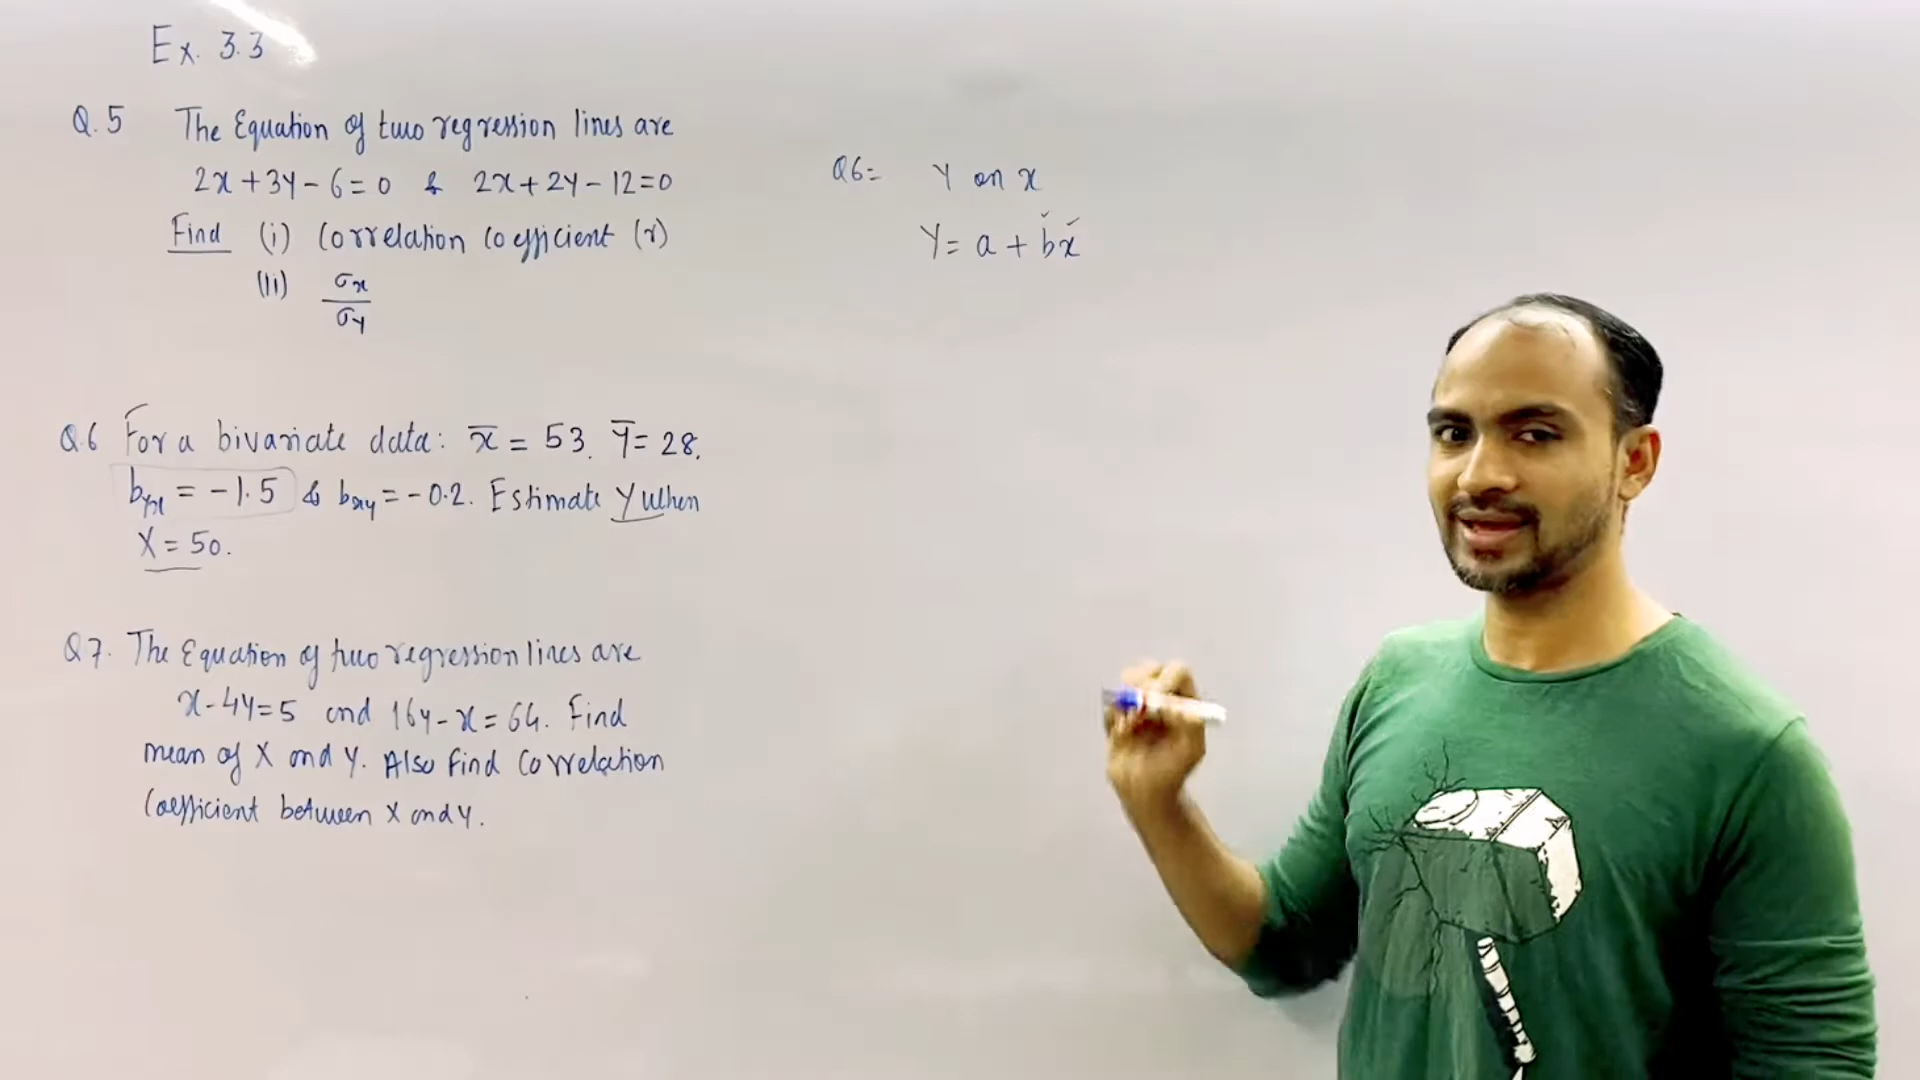 Ex. 3.3
Q.5 The Equation of two regression lines are
2x+3y-6=0 & 2x+2y-12=0
Find (i) Correlation Coefficient (r)
(ii) σx/σy
Q.6 For a bivariate data: x̄ = 53. ȳ= 28.
byx = -1.5 & bxy = -0.2. Estimate Y when
X = 50.
Q7. The Equation of two regression lines are
x-4y=5 and 16y-x=64. Find
mean of X and Y. Also Find Correlation
Coefficient between X and Y.
Q6= Y on x
Y= a + bx